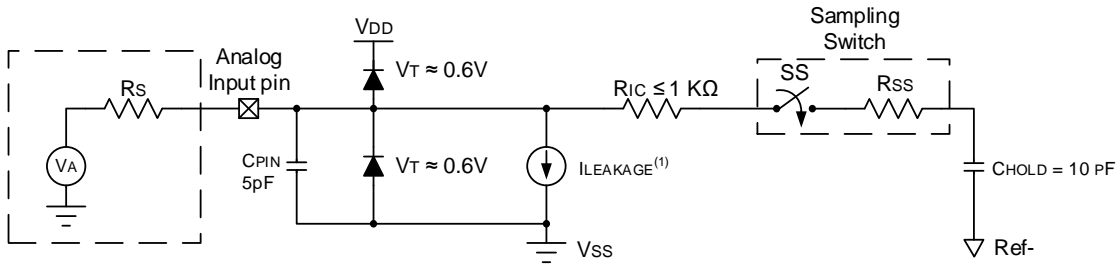 Sampling
Switch
VDD
Analog
Input pin
VT ≈ 0.6V
RS
RIC ≤ 1 KΩ
SS
RSS
VA
CPIN
5pF
VT ≈ 0.6V
ILEAKAGE(1)
CHOLD = 10 PF
VSS
Ref-